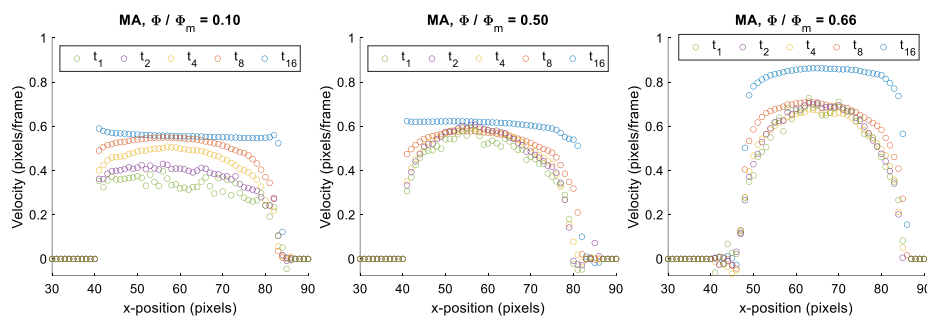 MA, Φ / Φm = 0.10
t1 t2 t4 t8 t16
Velocity (pixels/frame)
1
0.8
0.6
0.4
0.2
0
30 40 50 60 70 80 90
x-position (pixels)
MA, Φ / Φm = 0.50
t1 t2 t4 t8 t16
Velocity (pixels/frame)
1
0.8
0.6
0.4
0.2
0
30 40 50 60 70 80 90
x-position (pixels)
MA, Φ / Φm = 0.66
t1 t2 t4 t8 t16
Velocity (pixels/frame)
1
0.8
0.6
0.4
0.2
0
30 40 50 60 70 80 90
x-position (pixels)